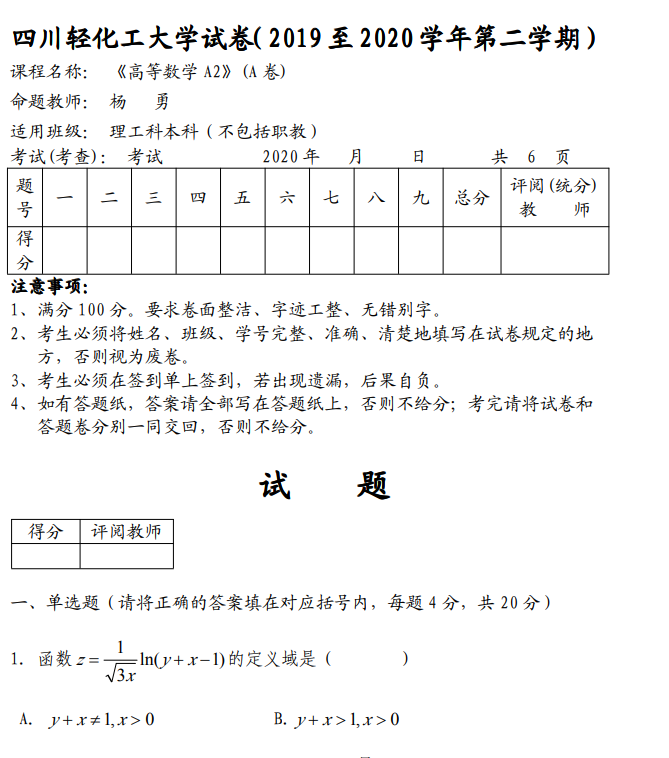 四川轻化工大学试卷(2019至2020学年第二学期)
课程名称： 《高等数学A2》(A卷)
命题教师： 杨 勇
适用班级： 理工科本科（不包括职教）
考试(考查)： 考试 2020年 月 日 共 6 页
题号 一 二 三 四 五 六 七 八 九 总分 评阅(统分)教 师
得分
注意事项：
1、满分100分。要求卷面整洁、字迹工整、无错别字。
2、考生必须将姓名、班级、学号完整、准确、清楚地填写在试卷规定的地
方，否则视为废卷。
3、考生必须在签到单上签到，若出现遗漏，后果自负。
4、如有答题纸，答案请全部写在答题纸上，否则不给分；考完请将试卷和
答题卷分别一同交回，否则不给分。
试 题
得分 评阅教师
一、单选题（请将正确的答案填在对应括号内，每题4分，共20分）
1. 函数z=1/√3x ln(y+x−1)的定义域是（ ）
A. y+x≠1,x>0 B. y+x>1,x>0